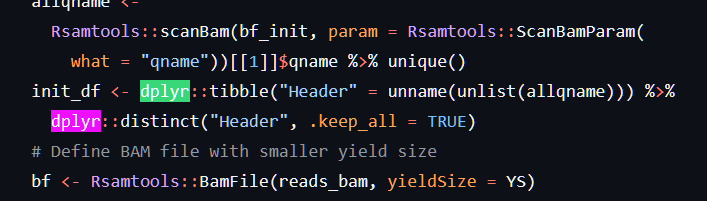 allqname <-
Rsamtools::scanBam(bf_init, param = Rsamtools::ScanBamParam(
what = "qname"))[[1]]$qname %>% unique()
init_df <- dplyr::tibble("Header" = unname(unlist(allqname))) %>%
dplyr::distinct("Header", .keep_all = TRUE)
# Define BAM file with smaller yield size
bf <- Rsamtools::BamFile(reads_bam, yieldSize = YS)